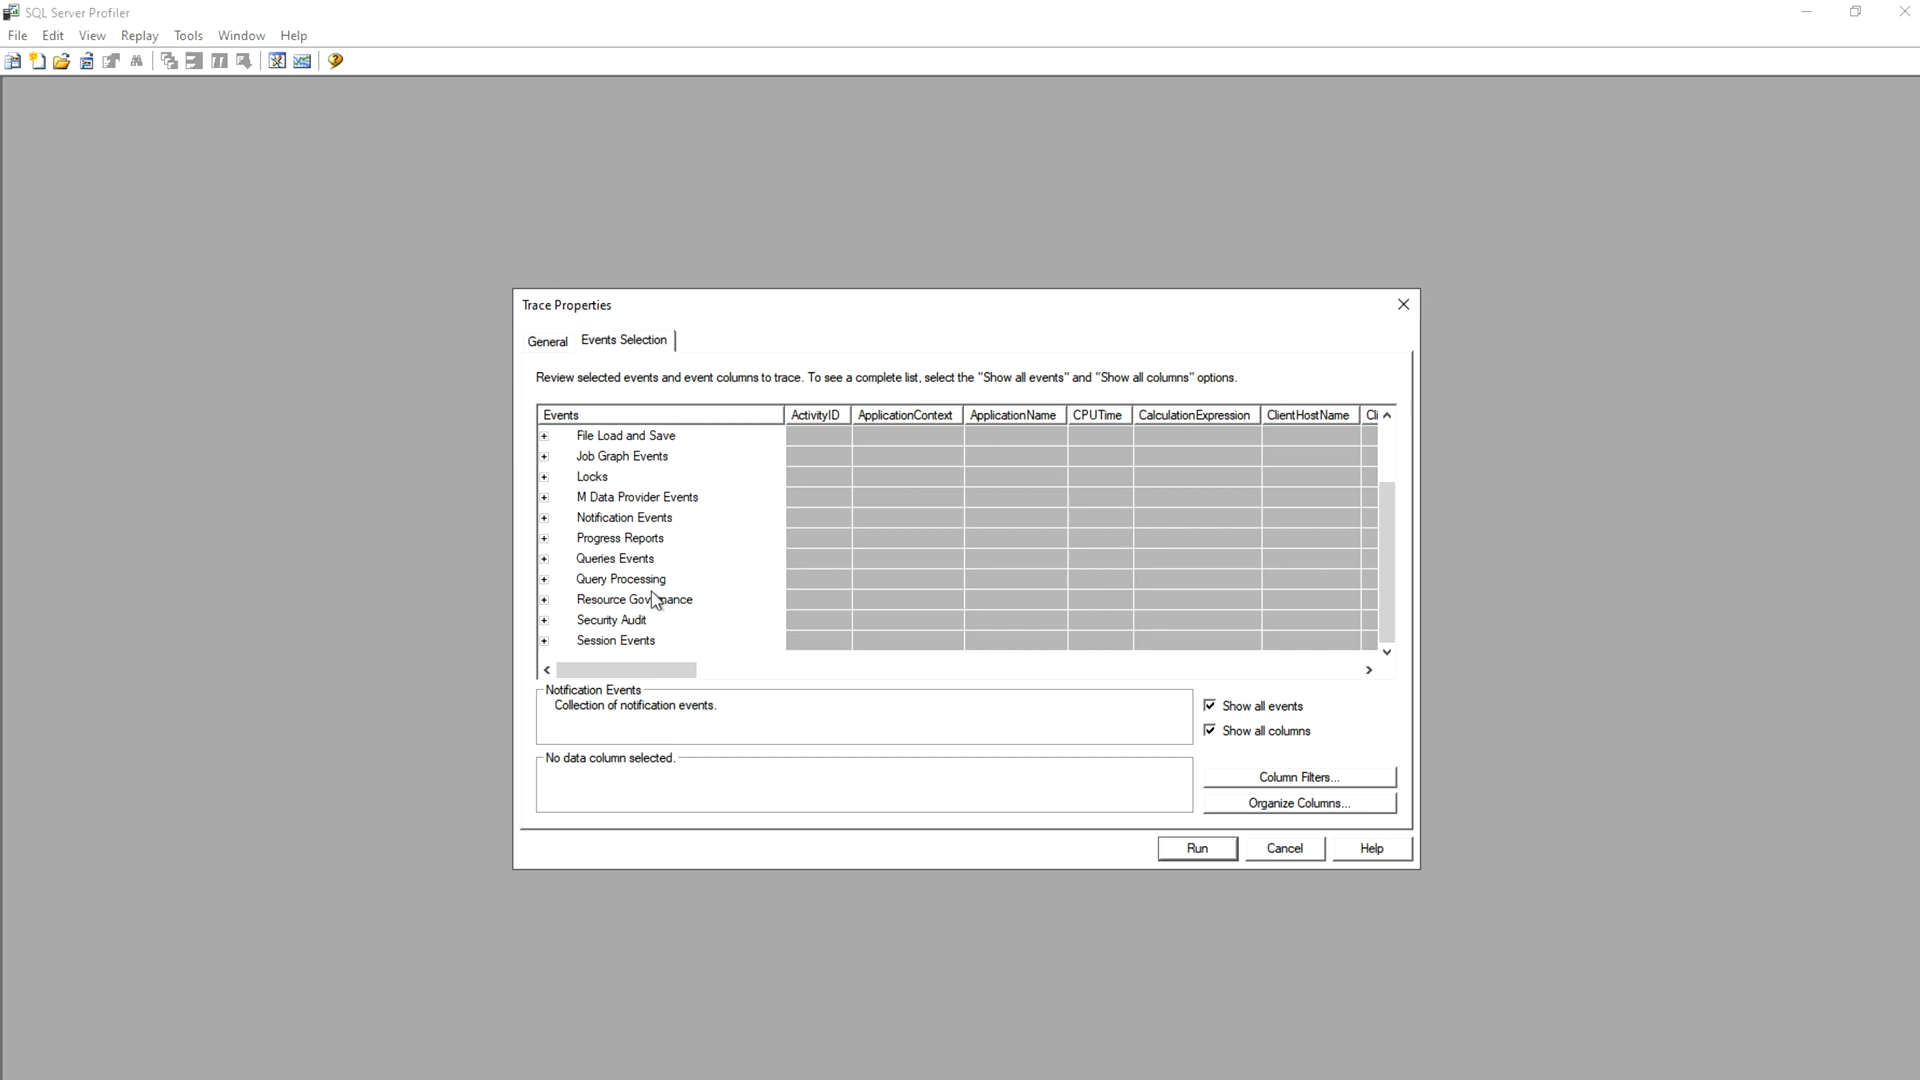 SQL Server Profiler
File Edit View Replay Tools Window Help
Trace Properties
General Events Selection
Review selected events and event columns to trace. To see a complete list, select the "Show all events" and "Show all columns" options.
Events ActivityID ApplicationContext ApplicationName CPUTime CalculationExpression ClientHostName Cli
File Load and Save
Job Graph Events
Locks
M Data Provider Events
Notification Events
Progress Reports
Queries Events
Query Processing
Resource Governance
Security Audit
Session Events
Notification Events
Collection of notification events.
Show all events
Show all columns
No data column selected.
Column Filters...
Organize Columns...
Run Cancel Help